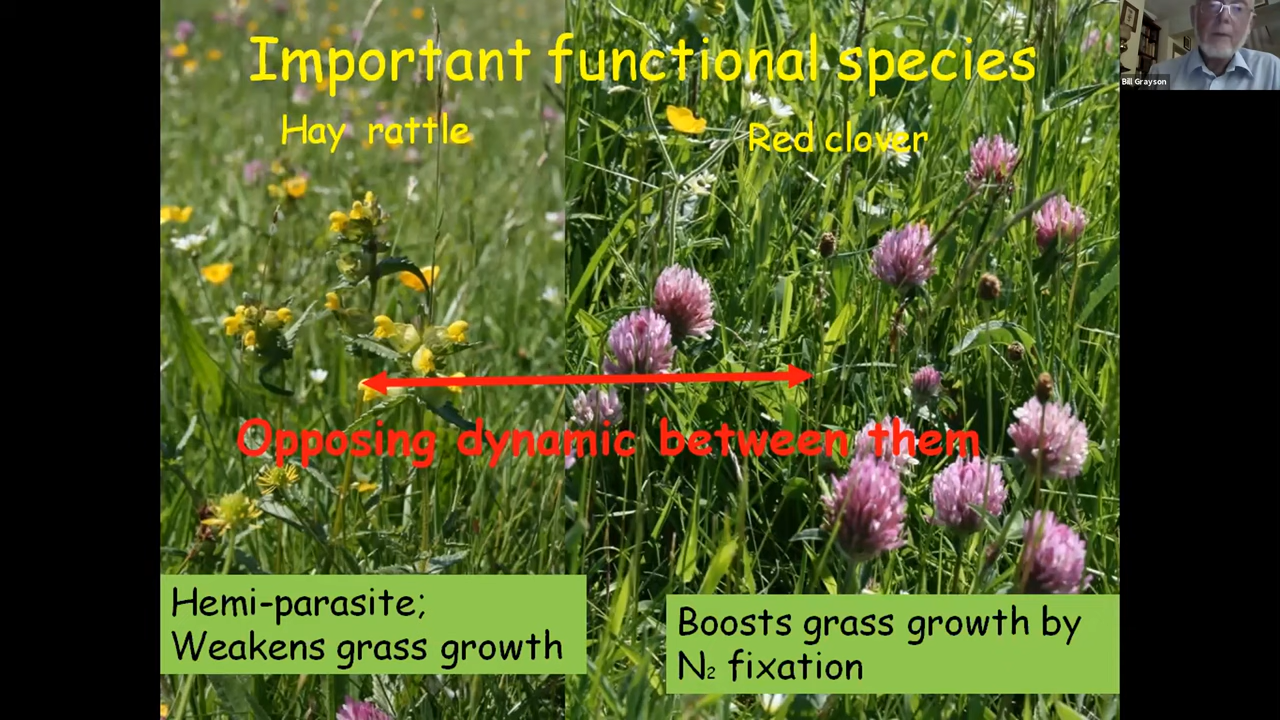 Important functional species
Hay rattle
Red clover
Bill Grayson
Opposing dynamic between them
Hemi-parasite;
Weakens grass growth
Boosts grass growth by
N₂ fixation